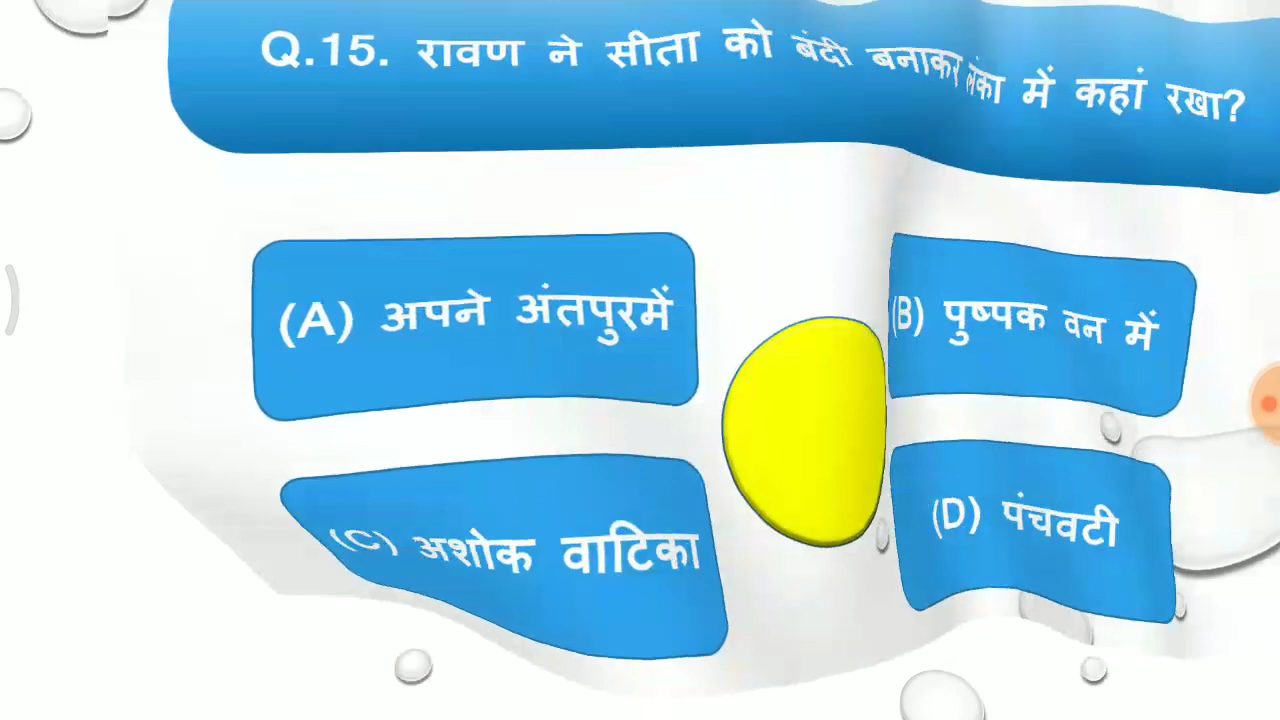 Q.15. रावण ने सीता को बंदी बनाकर लंका में कहां रखा?
(A) अपने अंतपुरमें
(B) पुष्पक वन में
(C) अशोक वाटिका
(D) पंचवटी